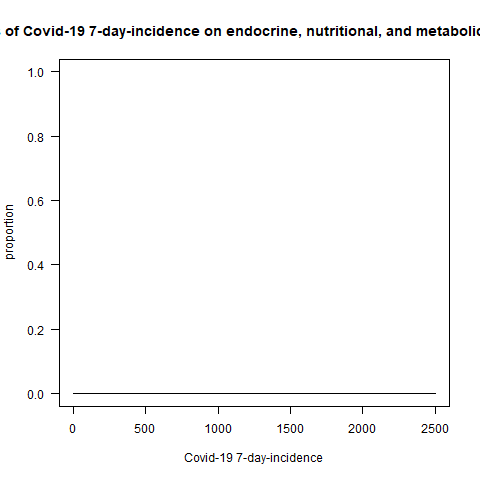 of Covid-19 7-day-incidence on endocrine, nutritional, and metabolic
1.0
0.8
0.6
0.4
0.2
0.0
proportion
0 500 1000 1500 2000 2500
Covid-19 7-day-incidence